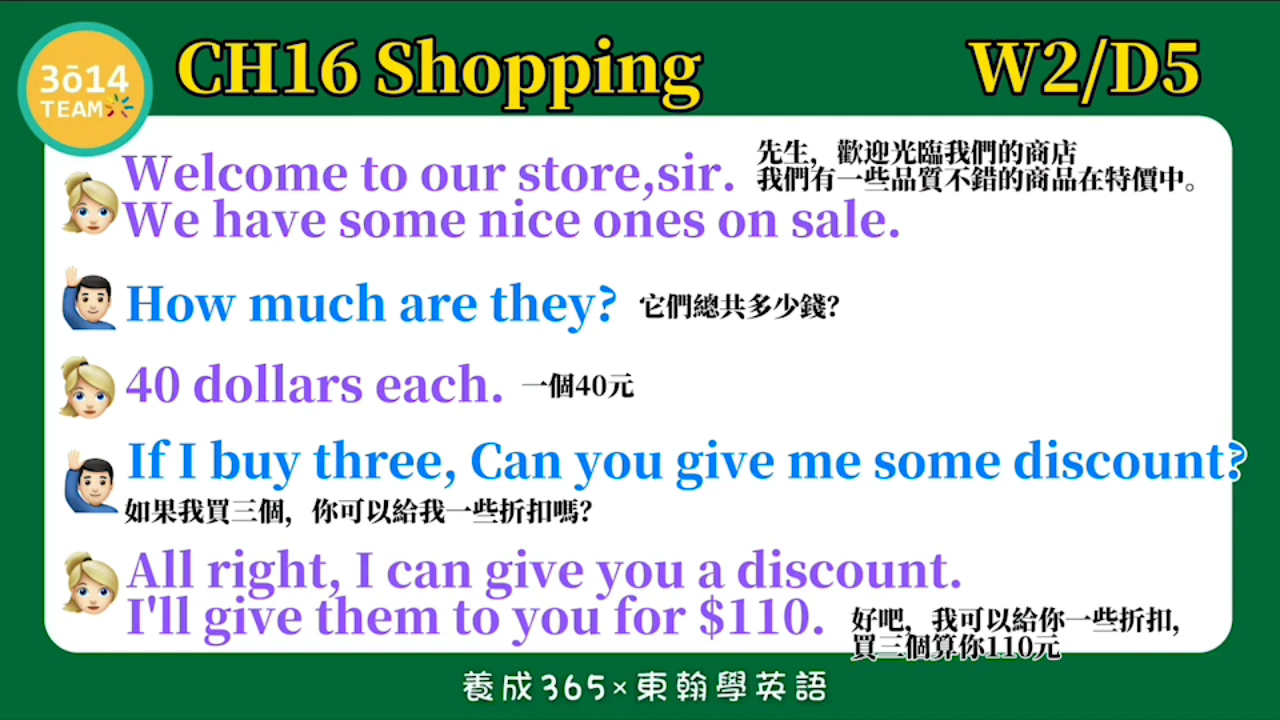 3ō14
TEAM
CH16 Shopping
W2/D5
Welcome to our store,sir.
先生，歡迎光臨我們的商店
我們有一些品質不錯的商品在特價中。
We have some nice ones on sale.
How much are they?
它們總共多少錢?
40 dollars each.
一個40元
If I buy three, Can you give me some discount?
如果我買三個，你可以給我一些折扣嗎?
All right, I can give you a discount.
I'll give them to you for $110.
好吧，我可以給你一些折扣，
買三個算你110元
養成365×東翰學英語